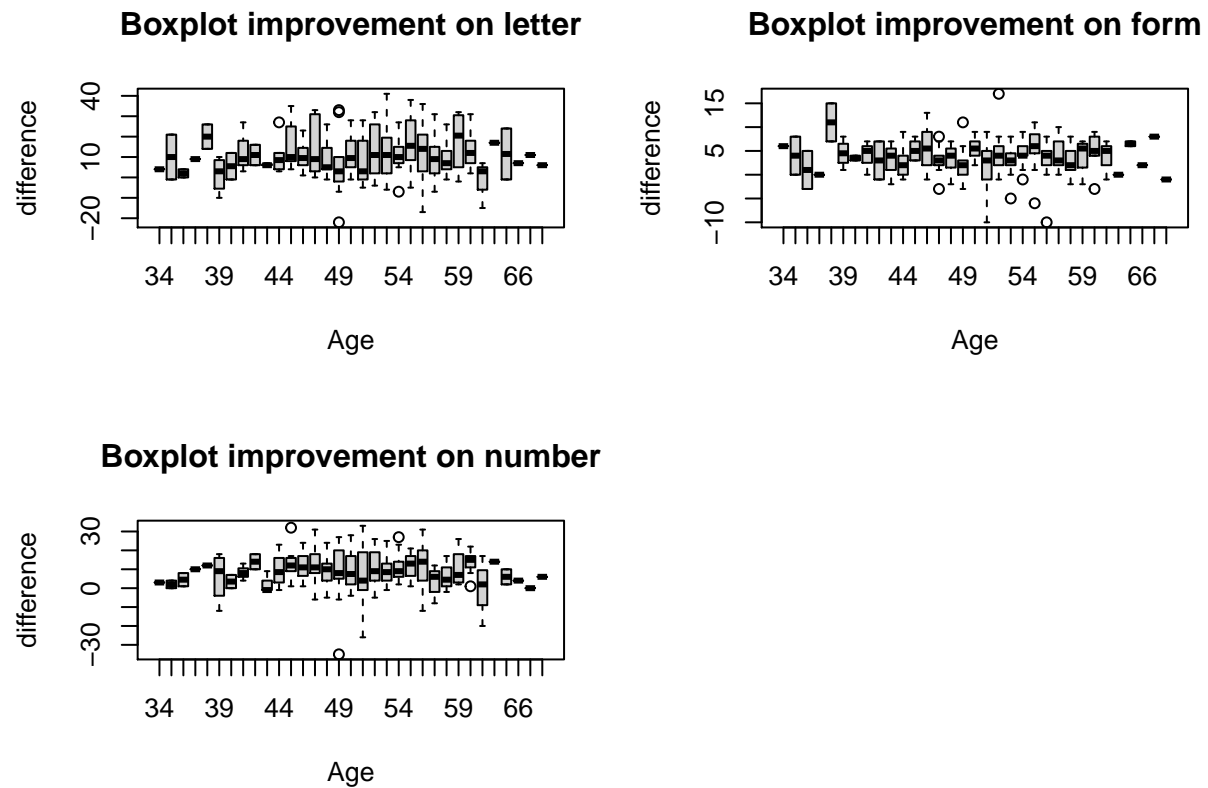 Boxplot improvement on letter
difference
40
10
−20
34 39 44 49 54 59 66
Age
Boxplot improvement on form
difference
15
5
−10
34 39 44 49 54 59 66
Age
Boxplot improvement on number
difference
30
0
−30
34 39 44 49 54 59 66
Age